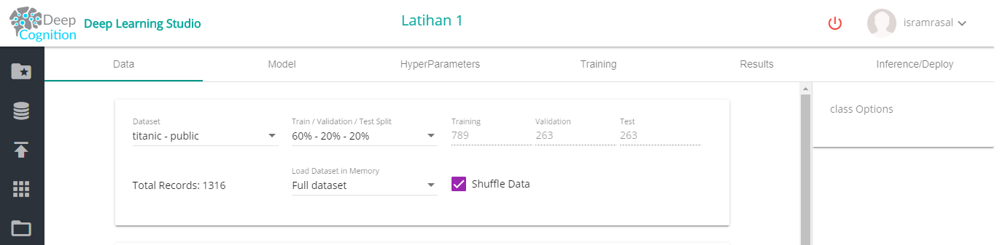 Deep Cognition
Deep Learning Studio
Latihan 1
isramrasal
Data Model HyperParameters Training Results Inference/Deploy
Dataset Train / Validation / Test Split Training Validation Test
titanic - public 60% - 20% - 20% 789 263 263
class Options
Load Dataset in Memory
Total Records: 1316 Full dataset Shuffle Data